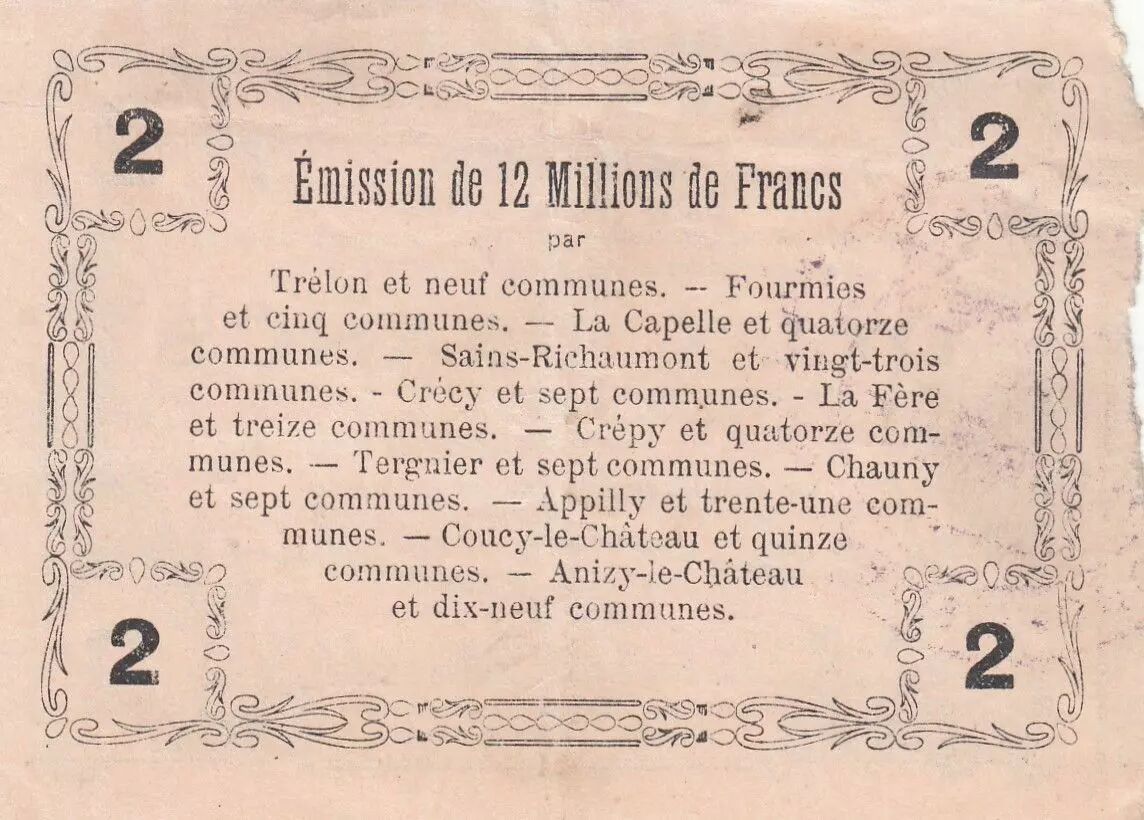 2 2
Émission de 12 Millions de Francs
par
Trélon et neuf communes. -- Fourmies
et cinq communes. — La Capelle et quatorze
communes. — Sains-Richaumont et vingt-trois
communes. - Crécy et sept communes. - La Fère
et treize communes. — Crépy et quatorze com-
munes. — Tergnier et sept communes. — Chauny
et sept communes. — Appilly et trente-une com-
munes. — Coucy-le-Château et quinze
communes. — Anizy-le-Château
et dix-neuf communes.
2 2